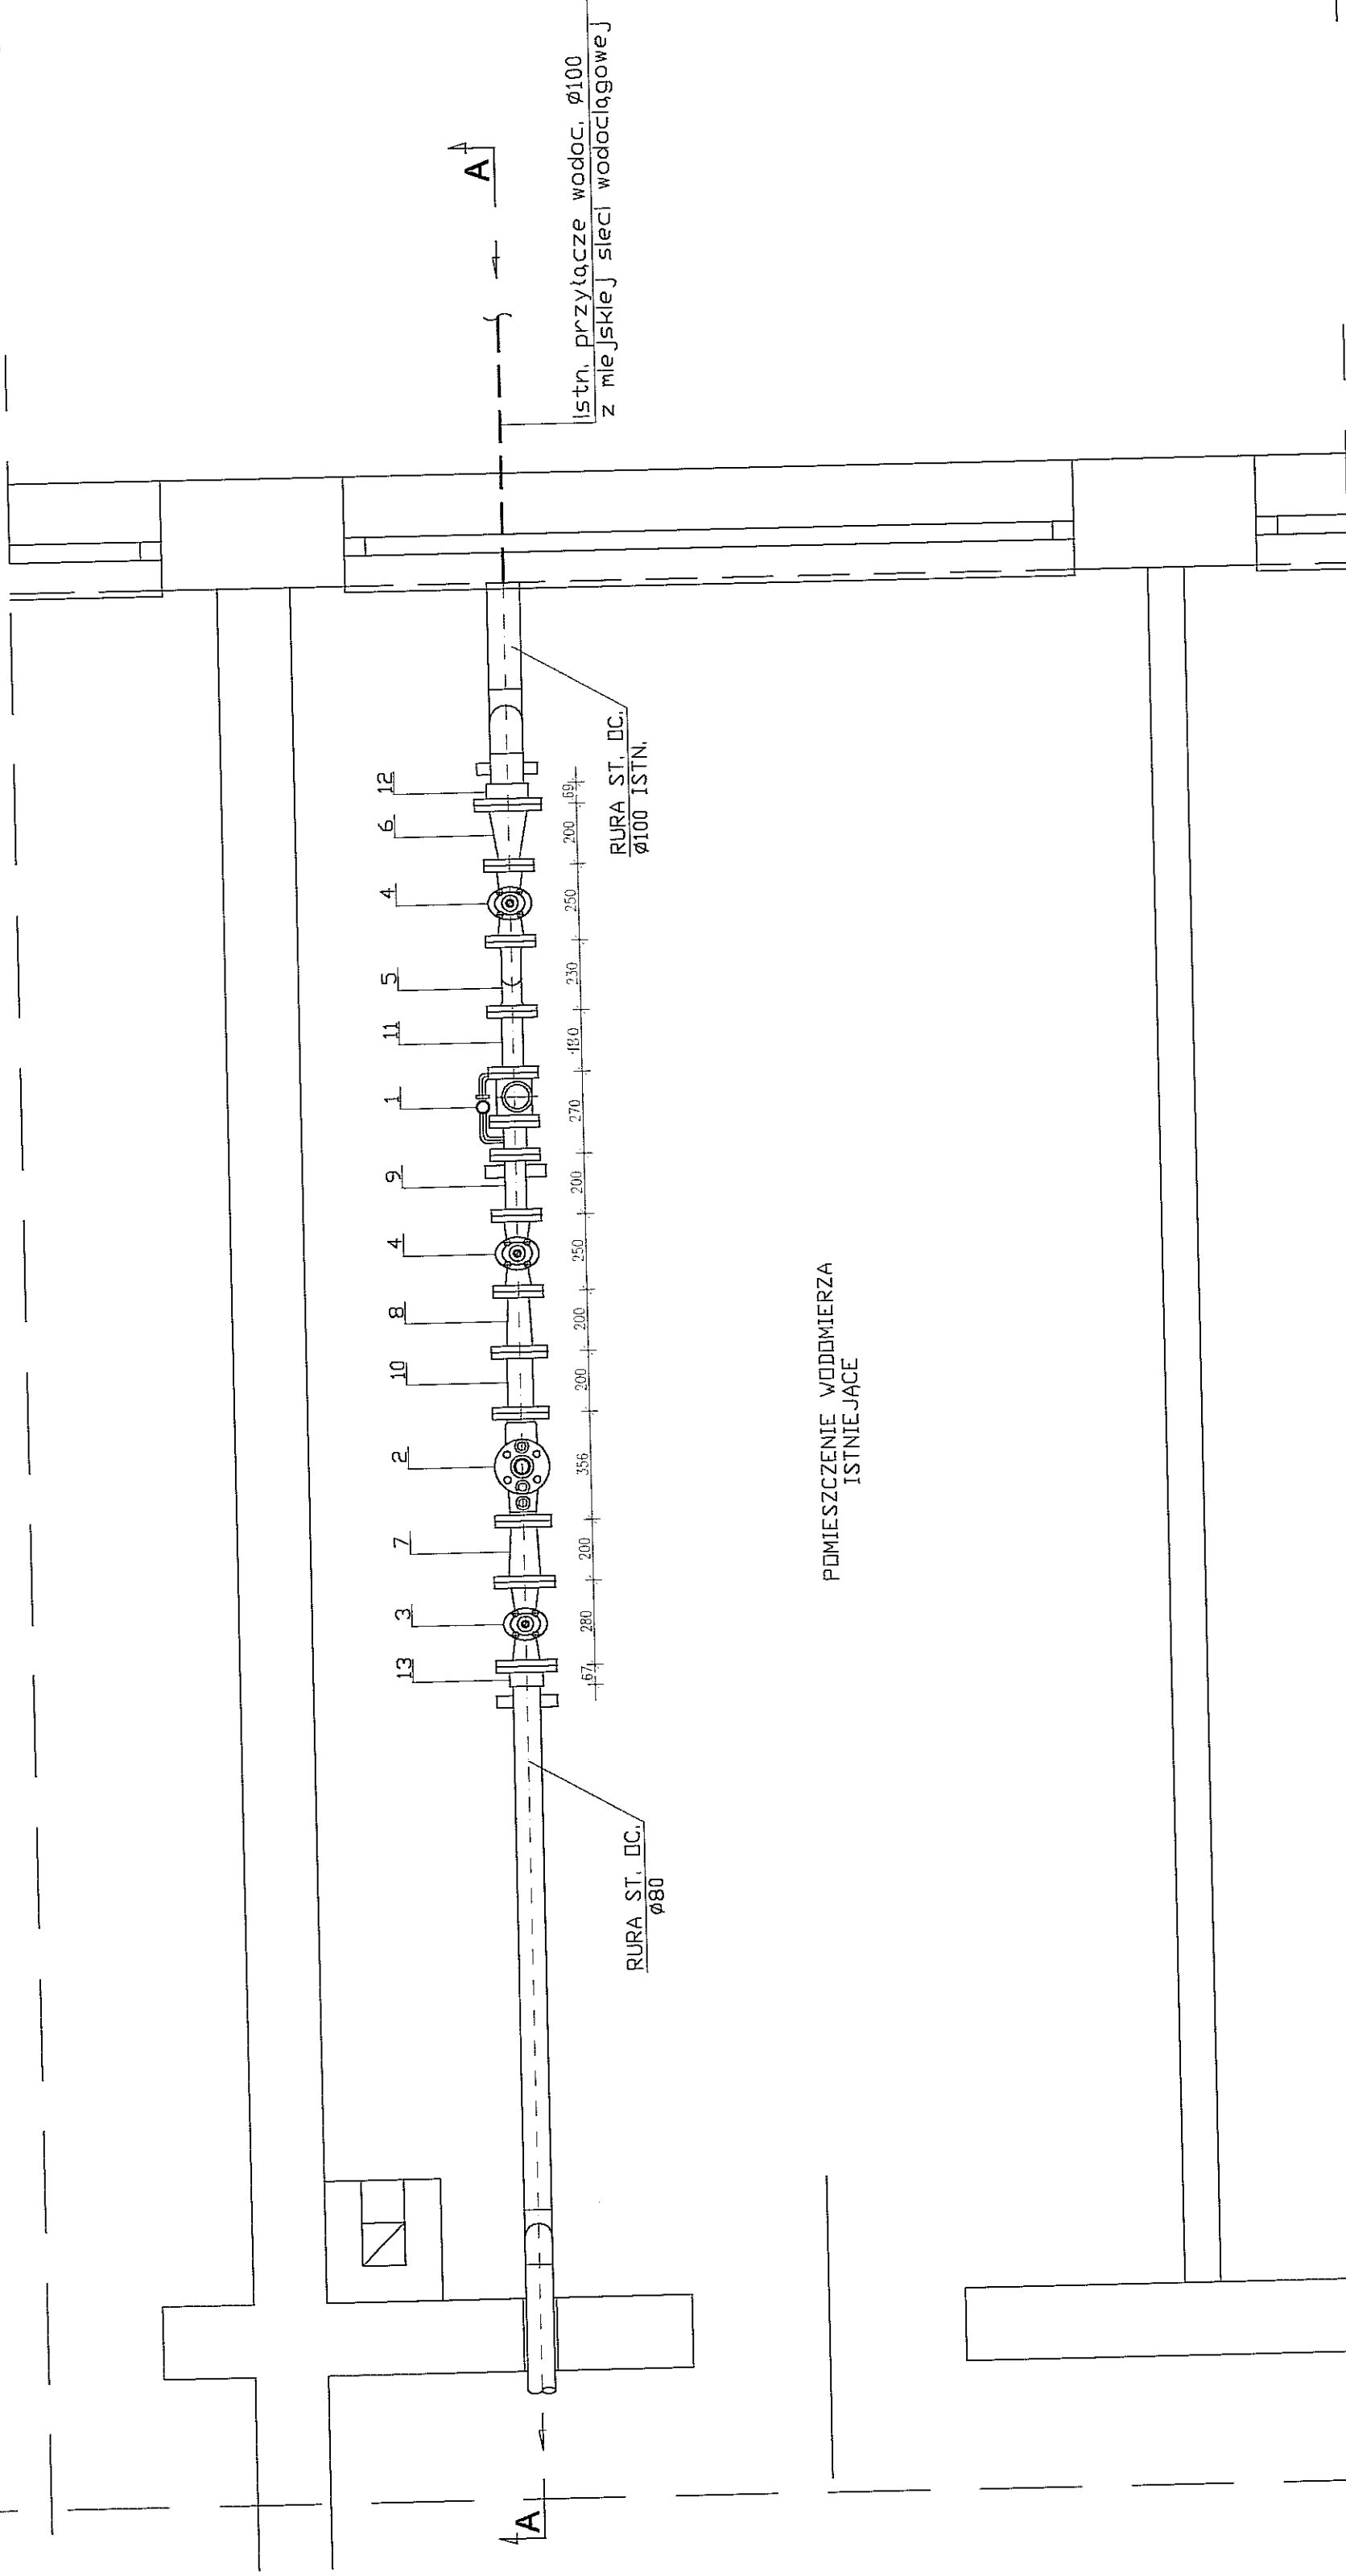 A
Istn. przyłącze wodoc. Ø100
z miejskiej sieci wodociągowej
RURA ST. OC.
Ø100 ISTN.
12
6
4
5
11
1
9
4
8
10
2
7
3
13
69
200
250
230
180
270
200
250
200
200
356
200
280
67
POMIESZCZENIE WODOMIERZA
ISTNIEJĄCE
RURA ST. OC.
Ø80
A